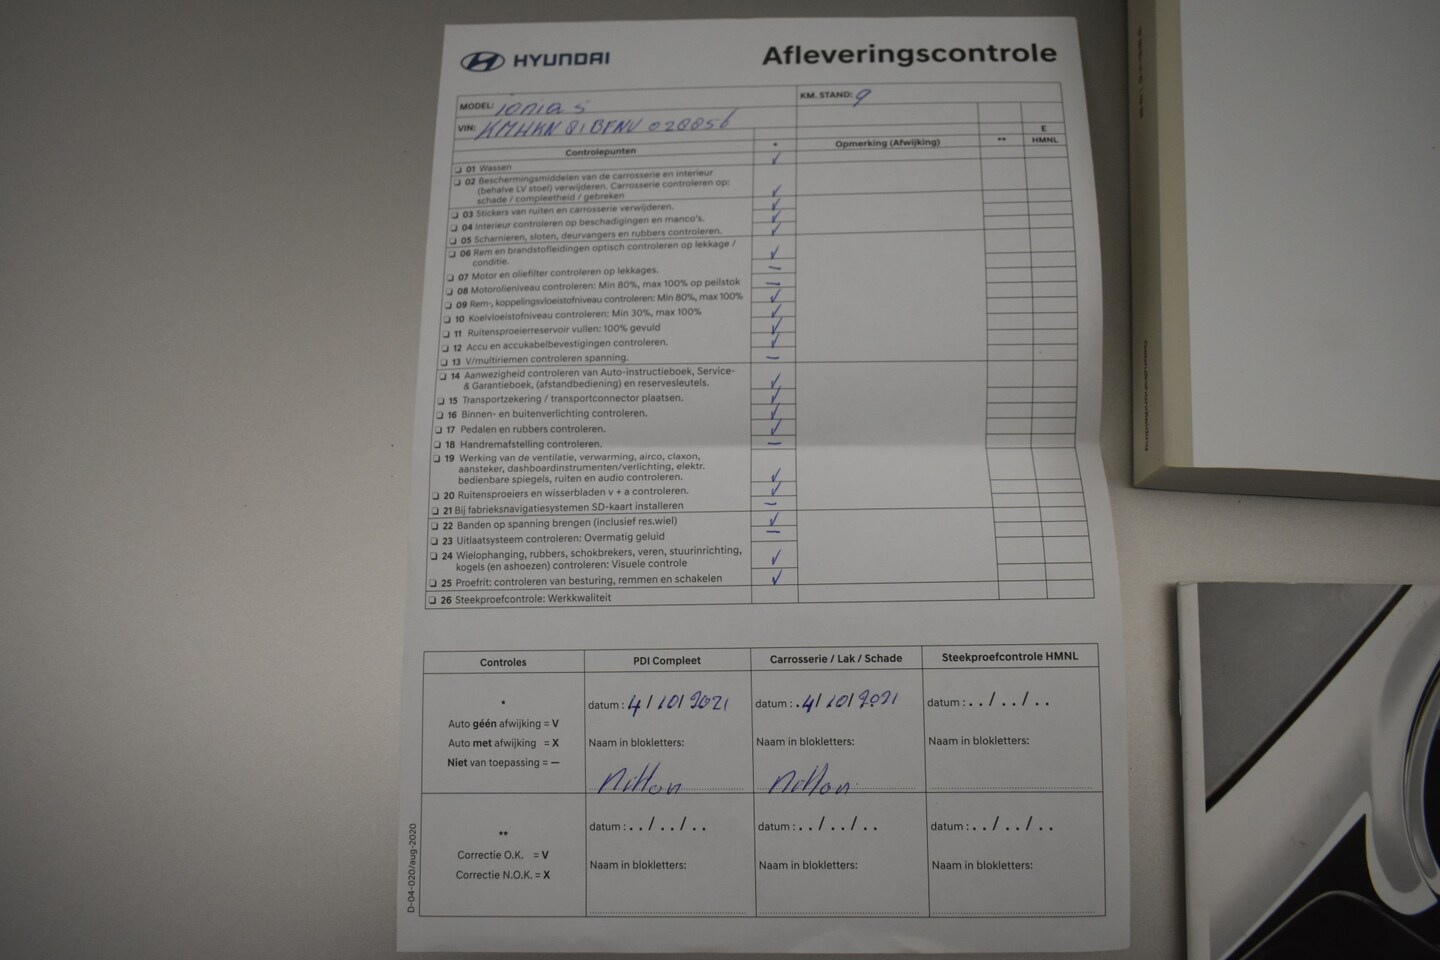 HYUNDAI
Afleveringscontrole
MODEL: Ioniq 5
KM. STAND: 9
VIN: KMHKN81BFNU020056
Controlepunten * Opmerking (Afwijking) ** E HMNL
❏ 01 Wassen ✓
❏ 02 Beschermingsmiddelen van de carrosserie en interieur
(behalve LV stoel) verwijderen. Carrosserie controleren op:
schade / compleetheid / gebreken ✓
❏ 03 Stickers van ruiten en carrosserie verwijderen. ✓
❏ 04 Interieur controleren op beschadigingen en manco's. ✓
❏ 05 Scharnieren, sloten, deurvangers en rubbers controleren. ✓
❏ 06 Rem en brandstofleidingen optisch controleren op lekkage /
conditie. ✓
❏ 07 Motor en oliefilter controleren op lekkages. —
❏ 08 Motorolieniveau controleren: Min 80%, max 100% op peilstok —
❏ 09 Rem-, koppelingsvloeistofniveau controleren: Min 80%, max 100% ✓
❏ 10 Koelvloeistofniveau controleren: Min 30%, max 100% ✓
❏ 11 Ruitensproeierreservoir vullen: 100% gevuld ✓
❏ 12 Accu en accukabelbevestigingen controleren. ✓
❏ 13 V/multiriemen controleren spanning. —
❏ 14 Aanwezigheid controleren van Auto-instructieboek, Service-
& Garantieboek, (afstandbediening) en reservesleutels. ✓
❏ 15 Transportzekering / transportconnector plaatsen. ✓
❏ 16 Binnen- en buitenverlichting controleren. ✓
❏ 17 Pedalen en rubbers controleren. ✓
❏ 18 Handremafstelling controleren. —
❏ 19 Werking van de ventilatie, verwarming, airco, claxon,
aansteker, dashboardinstrumenten/verlichting, elektr.
bedienbare spiegels, ruiten en audio controleren. ✓
❏ 20 Ruitensproeiers en wisserbladen v + a controleren. ✓
❏ 21 Bij fabrieksnavigatiesystemen SD-kaart installeren —
❏ 22 Banden op spanning brengen (inclusief res.wiel) ✓
❏ 23 Uitlaatsysteem controleren: Overmatig geluid —
❏ 24 Wielophanging, rubbers, schokbrekers, veren, stuurinrichting,
kogels (en ashoezen) controleren: Visuele controle ✓
❏ 25 Proefrit: controleren van besturing, remmen en schakelen ✓
❏ 26 Steekproefcontrole: Werkkwaliteit
Controles PDI Compleet Carrosserie / Lak / Schade Steekproefcontrole HMNL
*
Auto géén afwijking = V
Auto met afwijking = X
Niet van toepassing = —
datum : 4/10/2021
Naam in blokletters:
datum : 4/10/2021
Naam in blokletters:
datum : . . / . . / . .
Naam in blokletters:
**
Correctie O.K. = V
Correctie N.O.K. = X
datum : . . / . . / . .
Naam in blokletters:
datum : . . / . . / . .
Naam in blokletters:
datum : . . / . . / . .
Naam in blokletters:
D-04-020/aug-2020